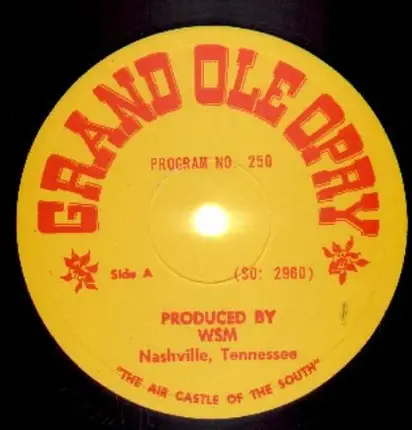 GRAND OLE OPRY
PROGRAM NO. 250
Side A (SO: 2960)
PRODUCED BY
WSM
Nashville, Tennessee
"THE AIR CASTLE OF THE SOUTH"